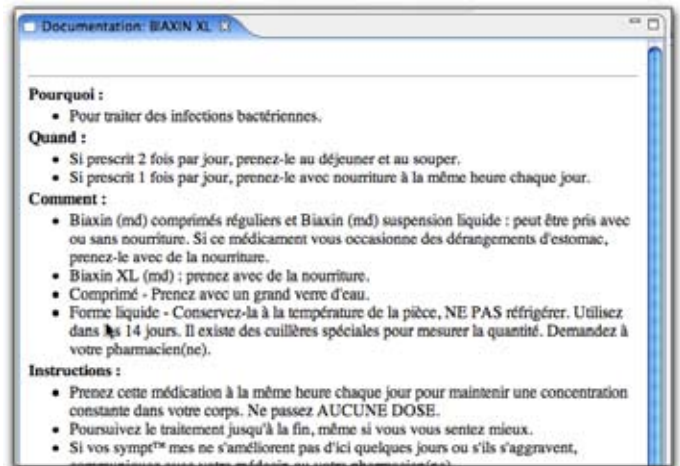 Documentation: BIAXIN XL
Pourquoi :
• Pour traiter des infections bactériennes.
Quand :
• Si prescrit 2 fois par jour, prenez-le au déjeuner et au souper.
• Si prescrit 1 fois par jour, prenez-le avec nourriture à la même heure chaque jour.
Comment :
• Biaxin (md) comprimés réguliers et Biaxin (md) suspension liquide : peut être pris avec
ou sans nourriture. Si ce médicament vous occasionne des dérangements d'estomac,
prenez-le avec de la nourriture.
• Biaxin XL (md) : prenez avec de la nourriture.
• Comprimé - Prenez avec un grand verre d'eau.
• Forme liquide - Conservez-la à la température de la pièce, NE PAS réfrigérer. Utilisez
dans les 14 jours. Il existe des cuillères spéciales pour mesurer la quantité. Demandez à
votre pharmacien(ne).
Instructions :
• Prenez cette médication à la même heure chaque jour pour maintenir une concentration
constante dans votre corps. Ne passez AUCUNE DOSE.
• Poursuivez le traitement jusqu'à la fin, même si vous vous sentez mieux.
• Si vos sympt™ mes ne s'améliorent pas d'ici quelques jours ou s'ils s'aggravent,
communiquez avec votre médecin ou votre pharmacien(ne).